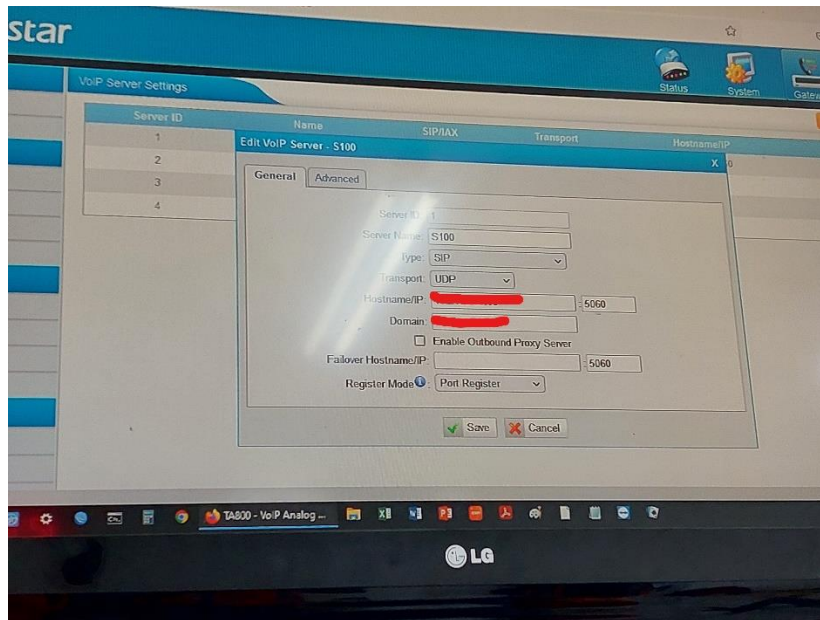 star
Status
System
VoIP Server Settings
Server ID
Name
SIP/IAX
Transport
Hostname/IP
1
2
3
4
Edit VoIP Server - S100
X
0
General
Advanced
Server ID: 1
Server Name: S100
Type: SIP
Transport: UDP
Hostname/IP: : 5060
Domain:
Enable Outbound Proxy Server
Failover Hostname/IP: : 5060
Register Mode : Port Register
Save
Cancel
TA800 - VoIP Analog ...
LG